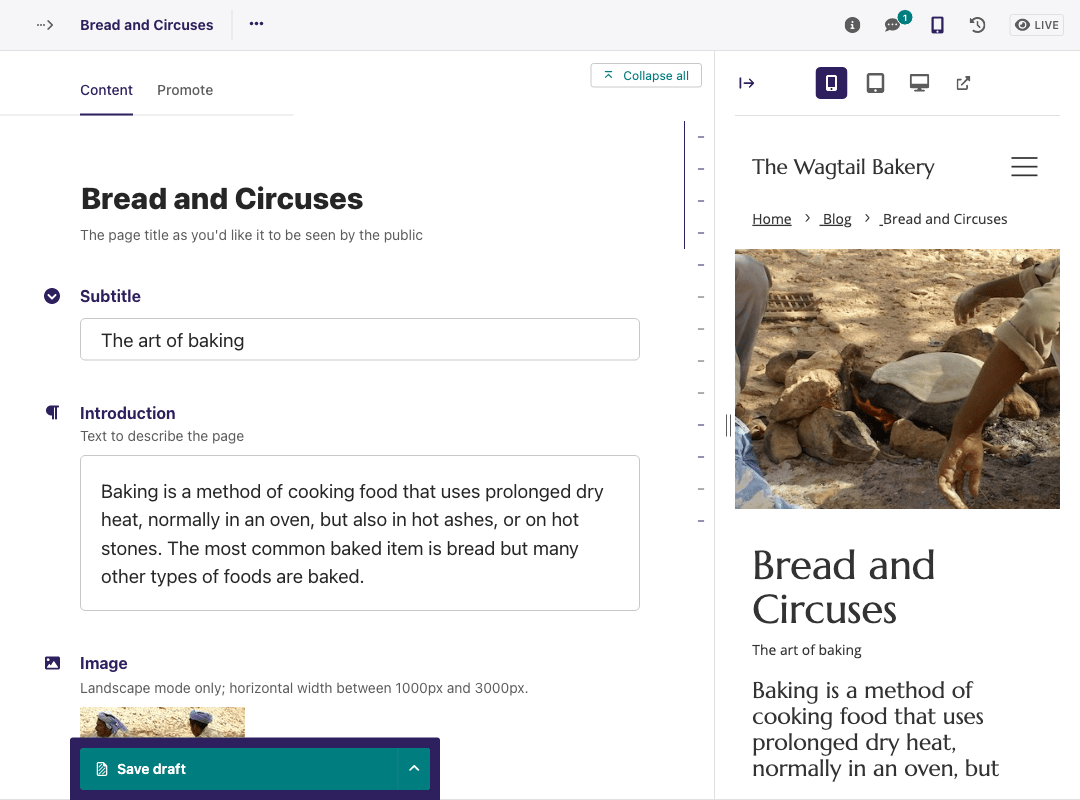 Bread and Circuses
1
LIVE
Content
Promote
Collapse all
Bread and Circuses
The page title as you'd like it to be seen by the public
Subtitle
The art of baking
Introduction
Text to describe the page
Baking is a method of cooking food that uses prolonged dry
heat, normally in an oven, but also in hot ashes, or on hot
stones. The most common baked item is bread but many
other types of foods are baked.
Image
Landscape mode only; horizontal width between 1000px and 3000px.
Save draft
The Wagtail Bakery
Home > Blog > Bread and Circuses
Bread and
Circuses
The art of baking
Baking is a method of
cooking food that uses
prolonged dry heat,
normally in an oven, but